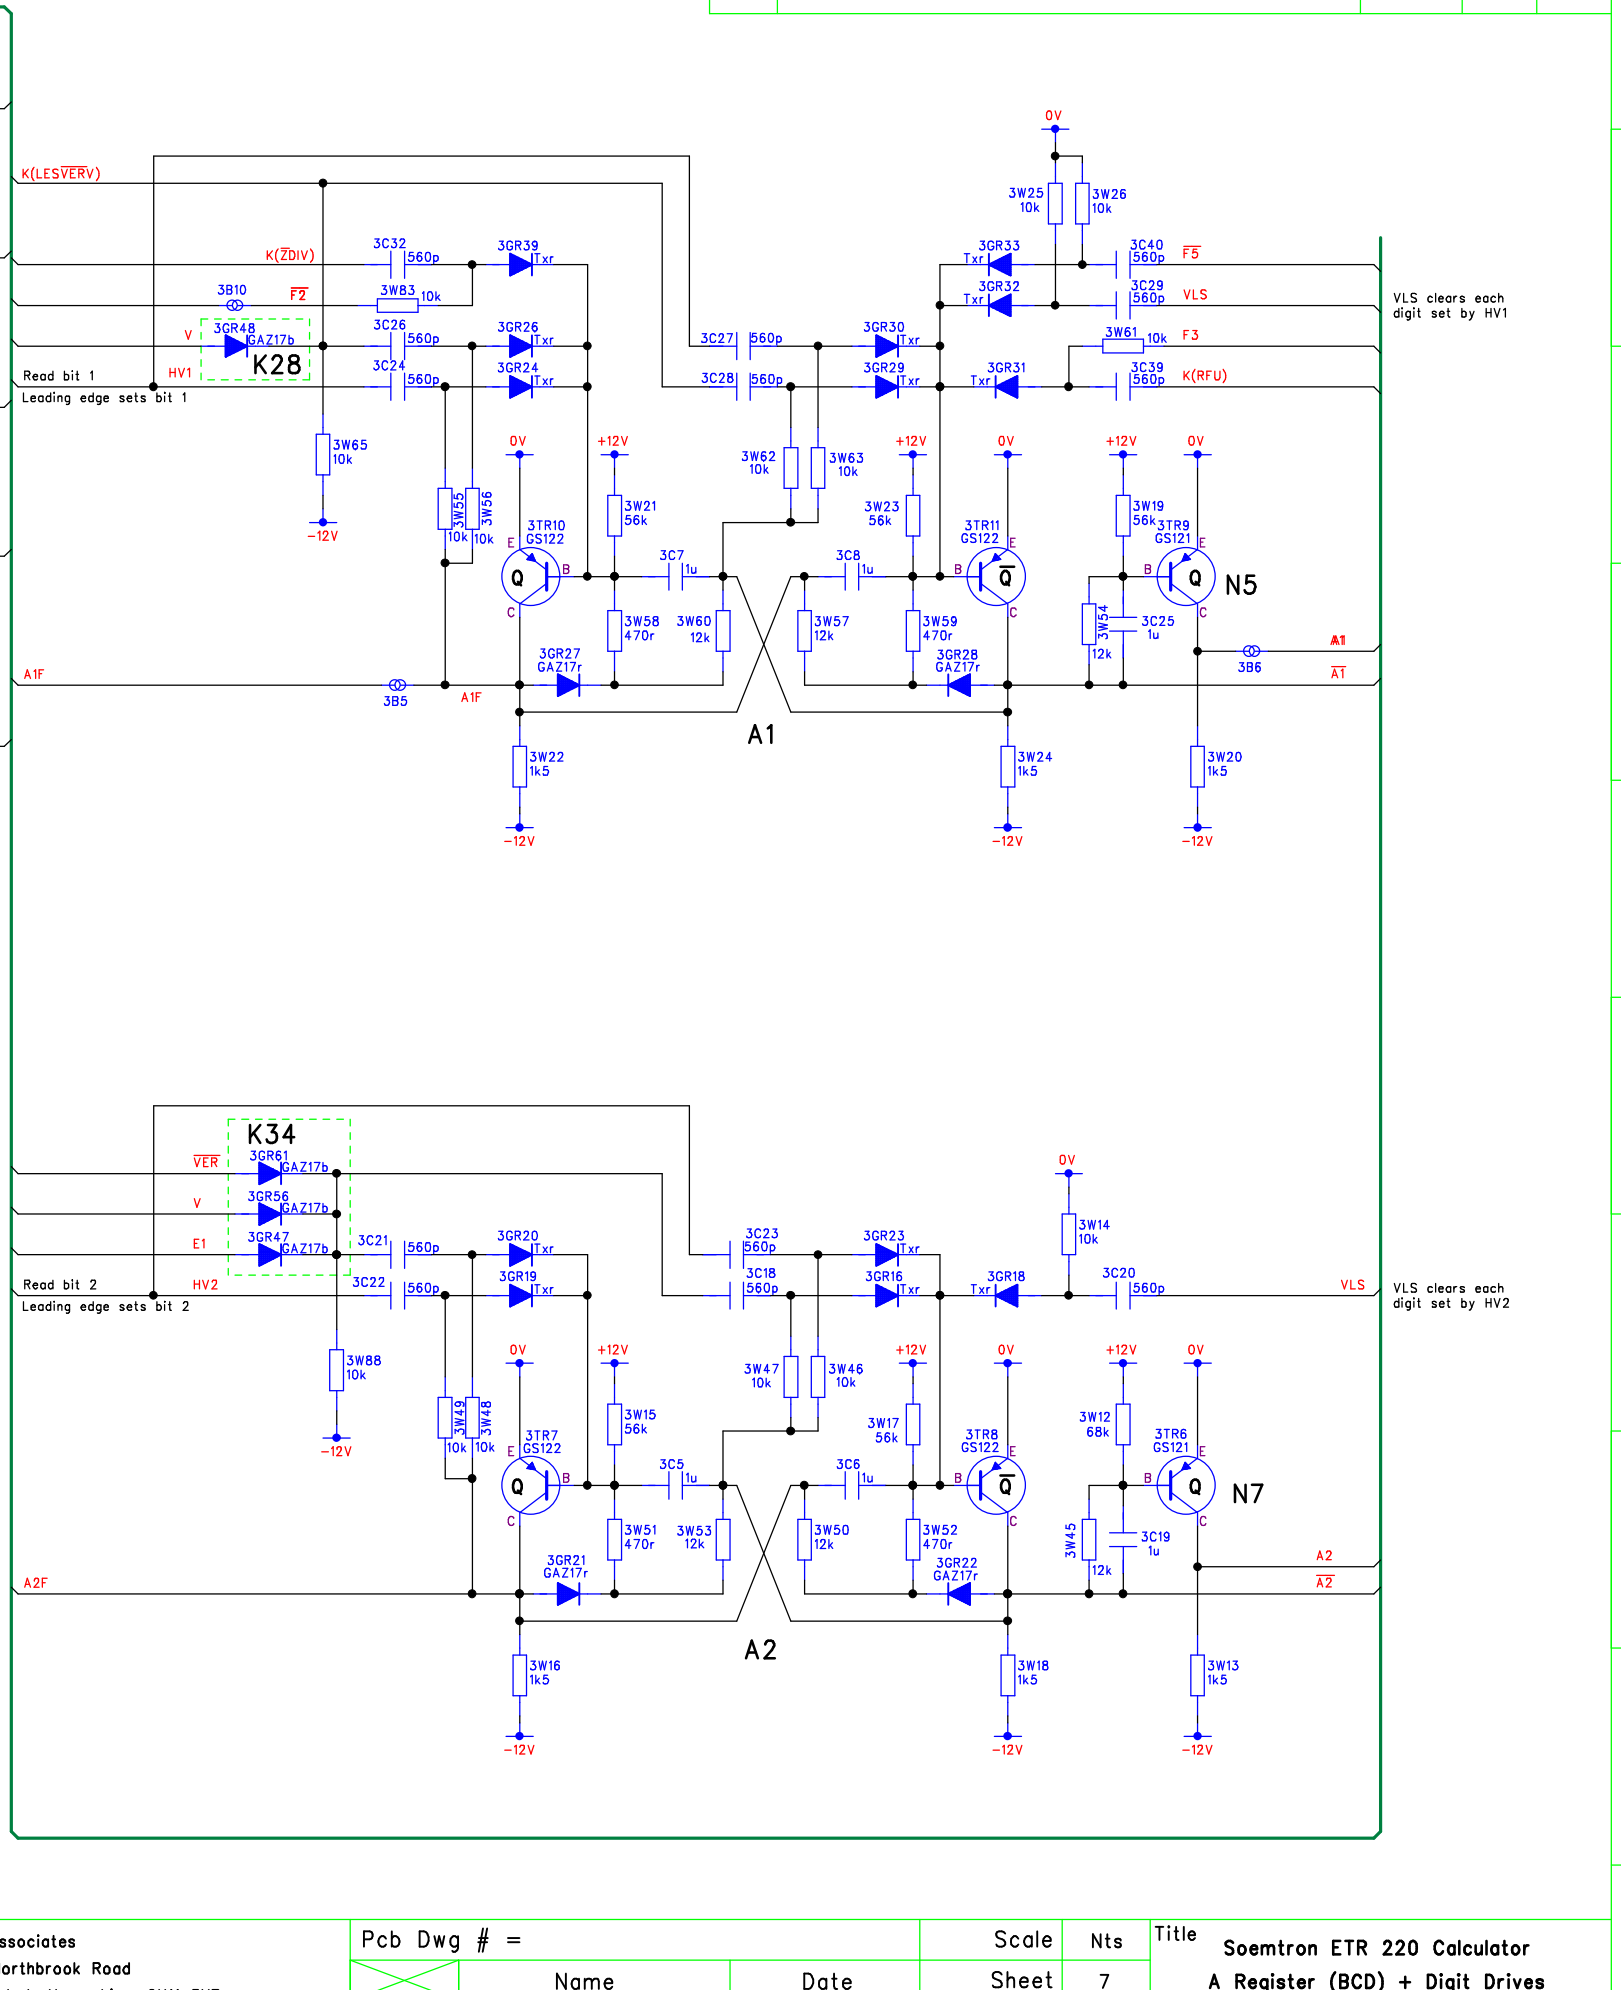 0V
K(LESVERV)
3W25
10k
3W26
10k
K(ZDIV)
3C32
560p
3GR39
Txr
3GR33
Txr
3C40
560p
F5
3B10
F2
3W83
10k
3GR32
Txr
3C29
560p
VLS
VLS clears each
digit set by HV1
V
3GR48
GAZ17b
K28
3C26
560p
3GR26
Txr
3C27
560p
3GR30
Txr
3W61
10k
F3
Read bit 1
HV1
Leading edge sets bit 1
3C24
560p
3GR24
Txr
3C28
560p
3GR29
Txr
3GR31
Txr
3C39
560p
K(RFU)
3W65
10k
-12V
0V
+12V
3W62
10k
3W63
10k
+12V
0V
+12V
0V
3W55
10k
3W56
10k
3TR10
GS122
3W21
56k
3W23
56k
3TR11
GS122
3W19
56k
3TR9
GS121
E
B
C
Q
3C7
1u
3C8
1u
E
B
C
Q
E
B
C
Q
N5
3W58
470r
3W60
12k
3W57
12k
3W59
470r
3W54
12k
3C25
1u
A1F
3B5
A1F
3GR27
GAZ17r
3GR28
GAZ17r
3B6
A1
A1
A1
3W22
1k5
3W24
1k5
3W20
1k5
-12V
-12V
-12V
K34
VER
3GR61
GAZ17b
0V
V
3GR56
GAZ17b
3W14
10k
E1
3GR47
GAZ17b
3C21
560p
3GR20
Txr
3C23
560p
3GR23
Txr
Read bit 2
HV2
Leading edge sets bit 2
3C22
560p
3GR19
Txr
3C18
560p
3GR16
Txr
3GR18
Txr
3C20
560p
VLS
VLS clears each
digit set by HV2
3W88
10k
-12V
0V
+12V
3W47
10k
3W46
10k
+12V
0V
+12V
0V
3W49
10k
3W48
10k
3TR7
GS122
3W15
56k
3W17
56k
3TR8
GS122
3W12
68k
3TR6
GS121
E
B
C
Q
3C5
1u
3C6
1u
E
B
C
Q
E
B
C
Q
N7
3W51
470r
3W53
12k
3W50
12k
3W52
470r
3W45
12k
3C19
1u
A2F
3GR21
GAZ17r
3GR22
GAZ17r
A2
A2
A2
3W16
1k5
3W18
1k5
3W13
1k5
-12V
-12V
-12V
ssociates
orthbrook Road
Pcb Dwg # =
Name
Date
Scale
Nts
Sheet
7
Title
Soemtron ETR 220 Calculator
A Register (BCD) + Digit Drives